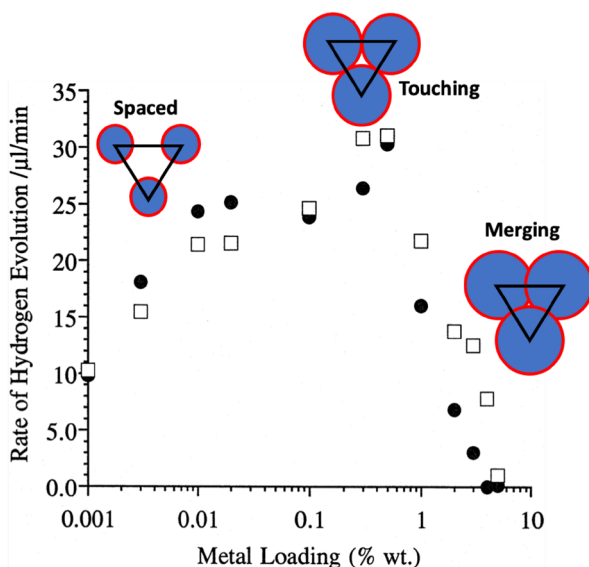 Touching
Spaced
Merging
Rate of Hydrogen Evolution /µl/min
35
30
25
20
15
10
5.0
0.0
0.001
0.01
0.1
1
10
Metal Loading (% wt.)